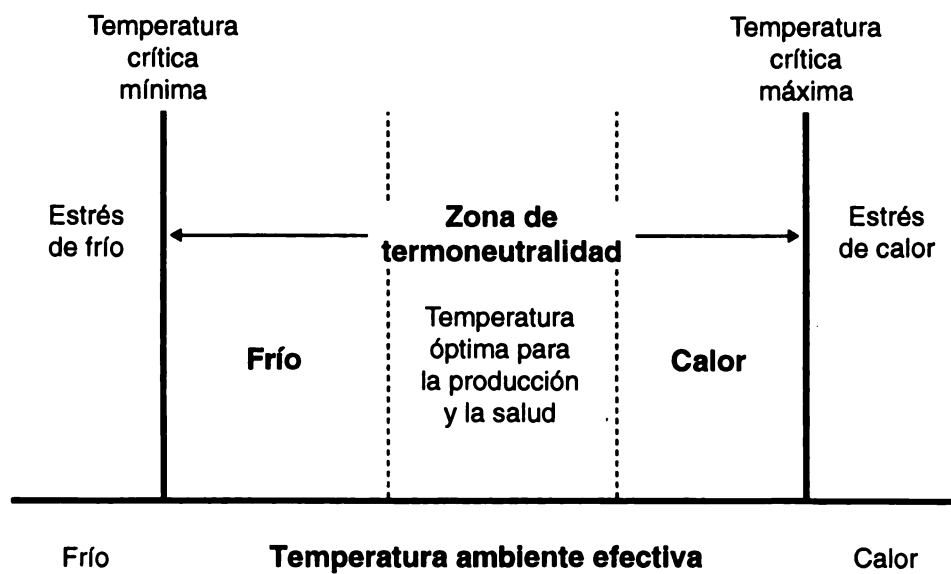 Temperatura
crítica
mínima
Temperatura
crítica
máxima
Estrés
de frío
Zona de
termoneutralidad
Estrés
de calor
Frío
Temperatura
óptima para
la producción
y la salud
Calor
Frío
Temperatura ambiente efectiva
Calor